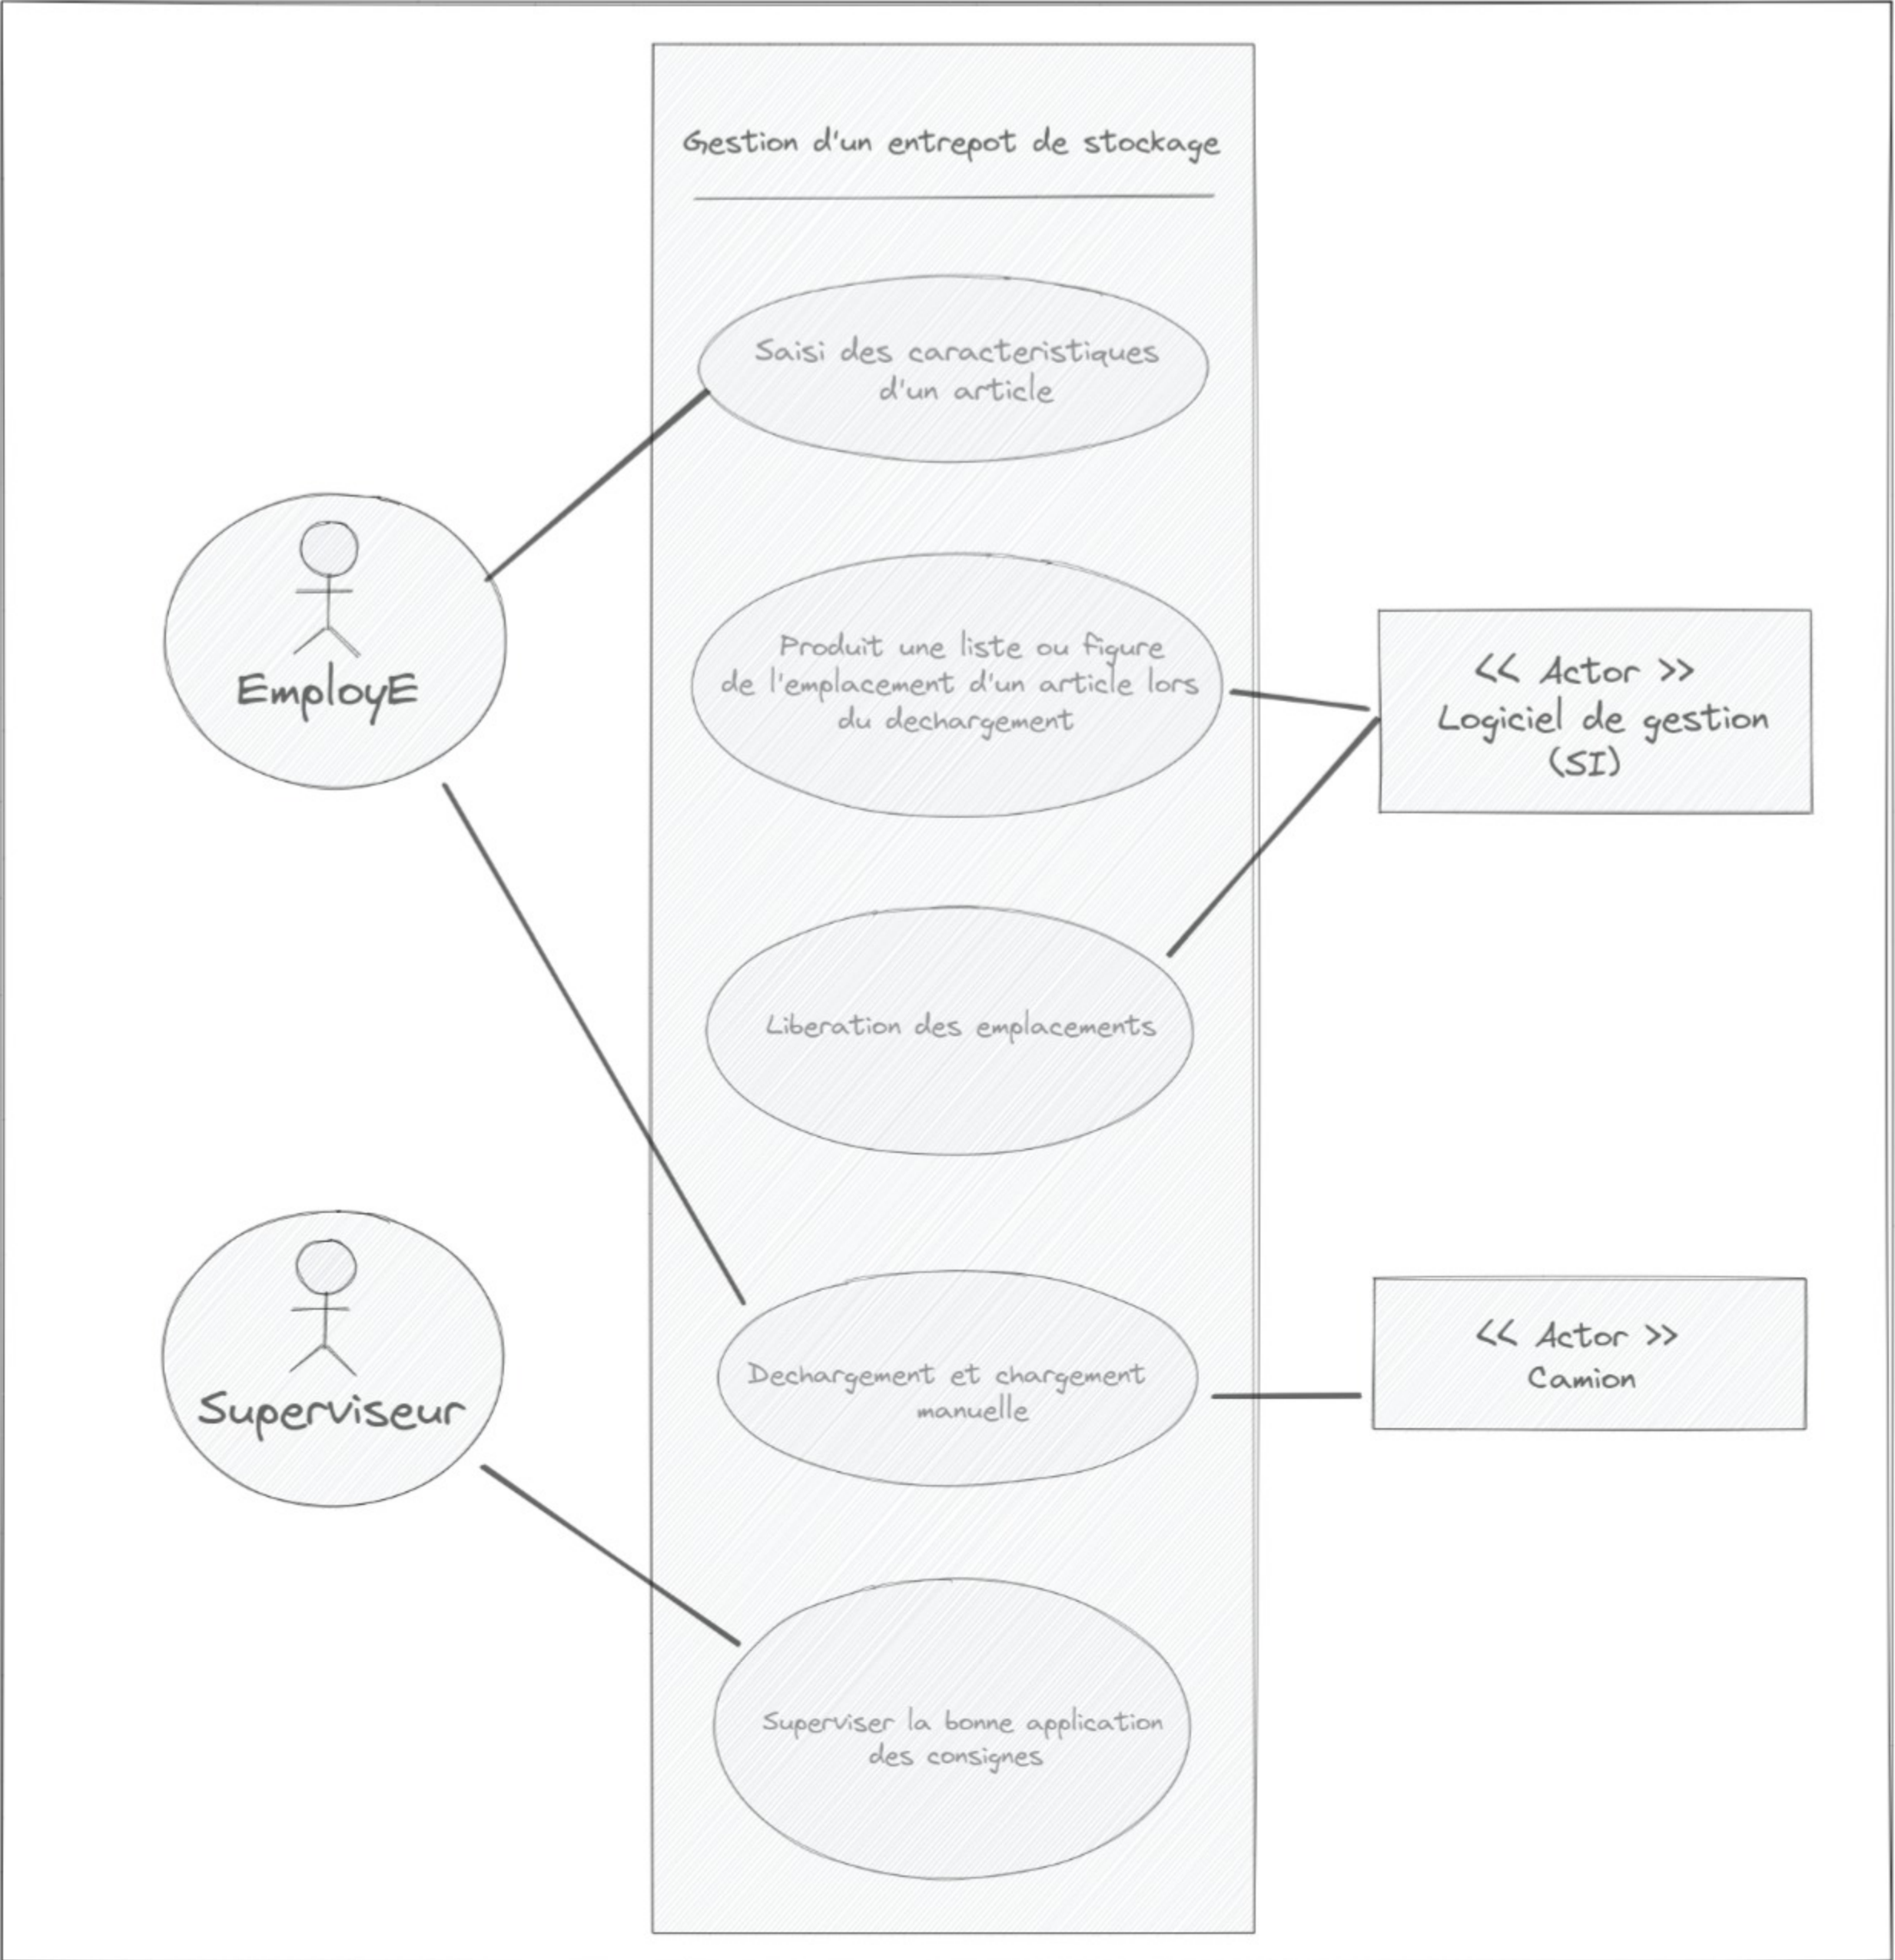 Gestion d'un entrepot de stockage
Saisi des caracteristiques
d'un article
EmployE
Produit une liste ou figure
de l'emplacement d'un article lors
du dechargement
<< Actor >>
Logiciel de gestion
(SI)
Liberation des emplacements
Superviseur
Dechargement et chargement
manuelle
<< Actor >>
Camion
Superviser la bonne application
des consignes